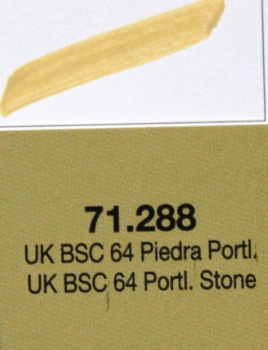 71.288
UK BSC 64 Piedra Portl.
UK BSC 64 Portl. Stone